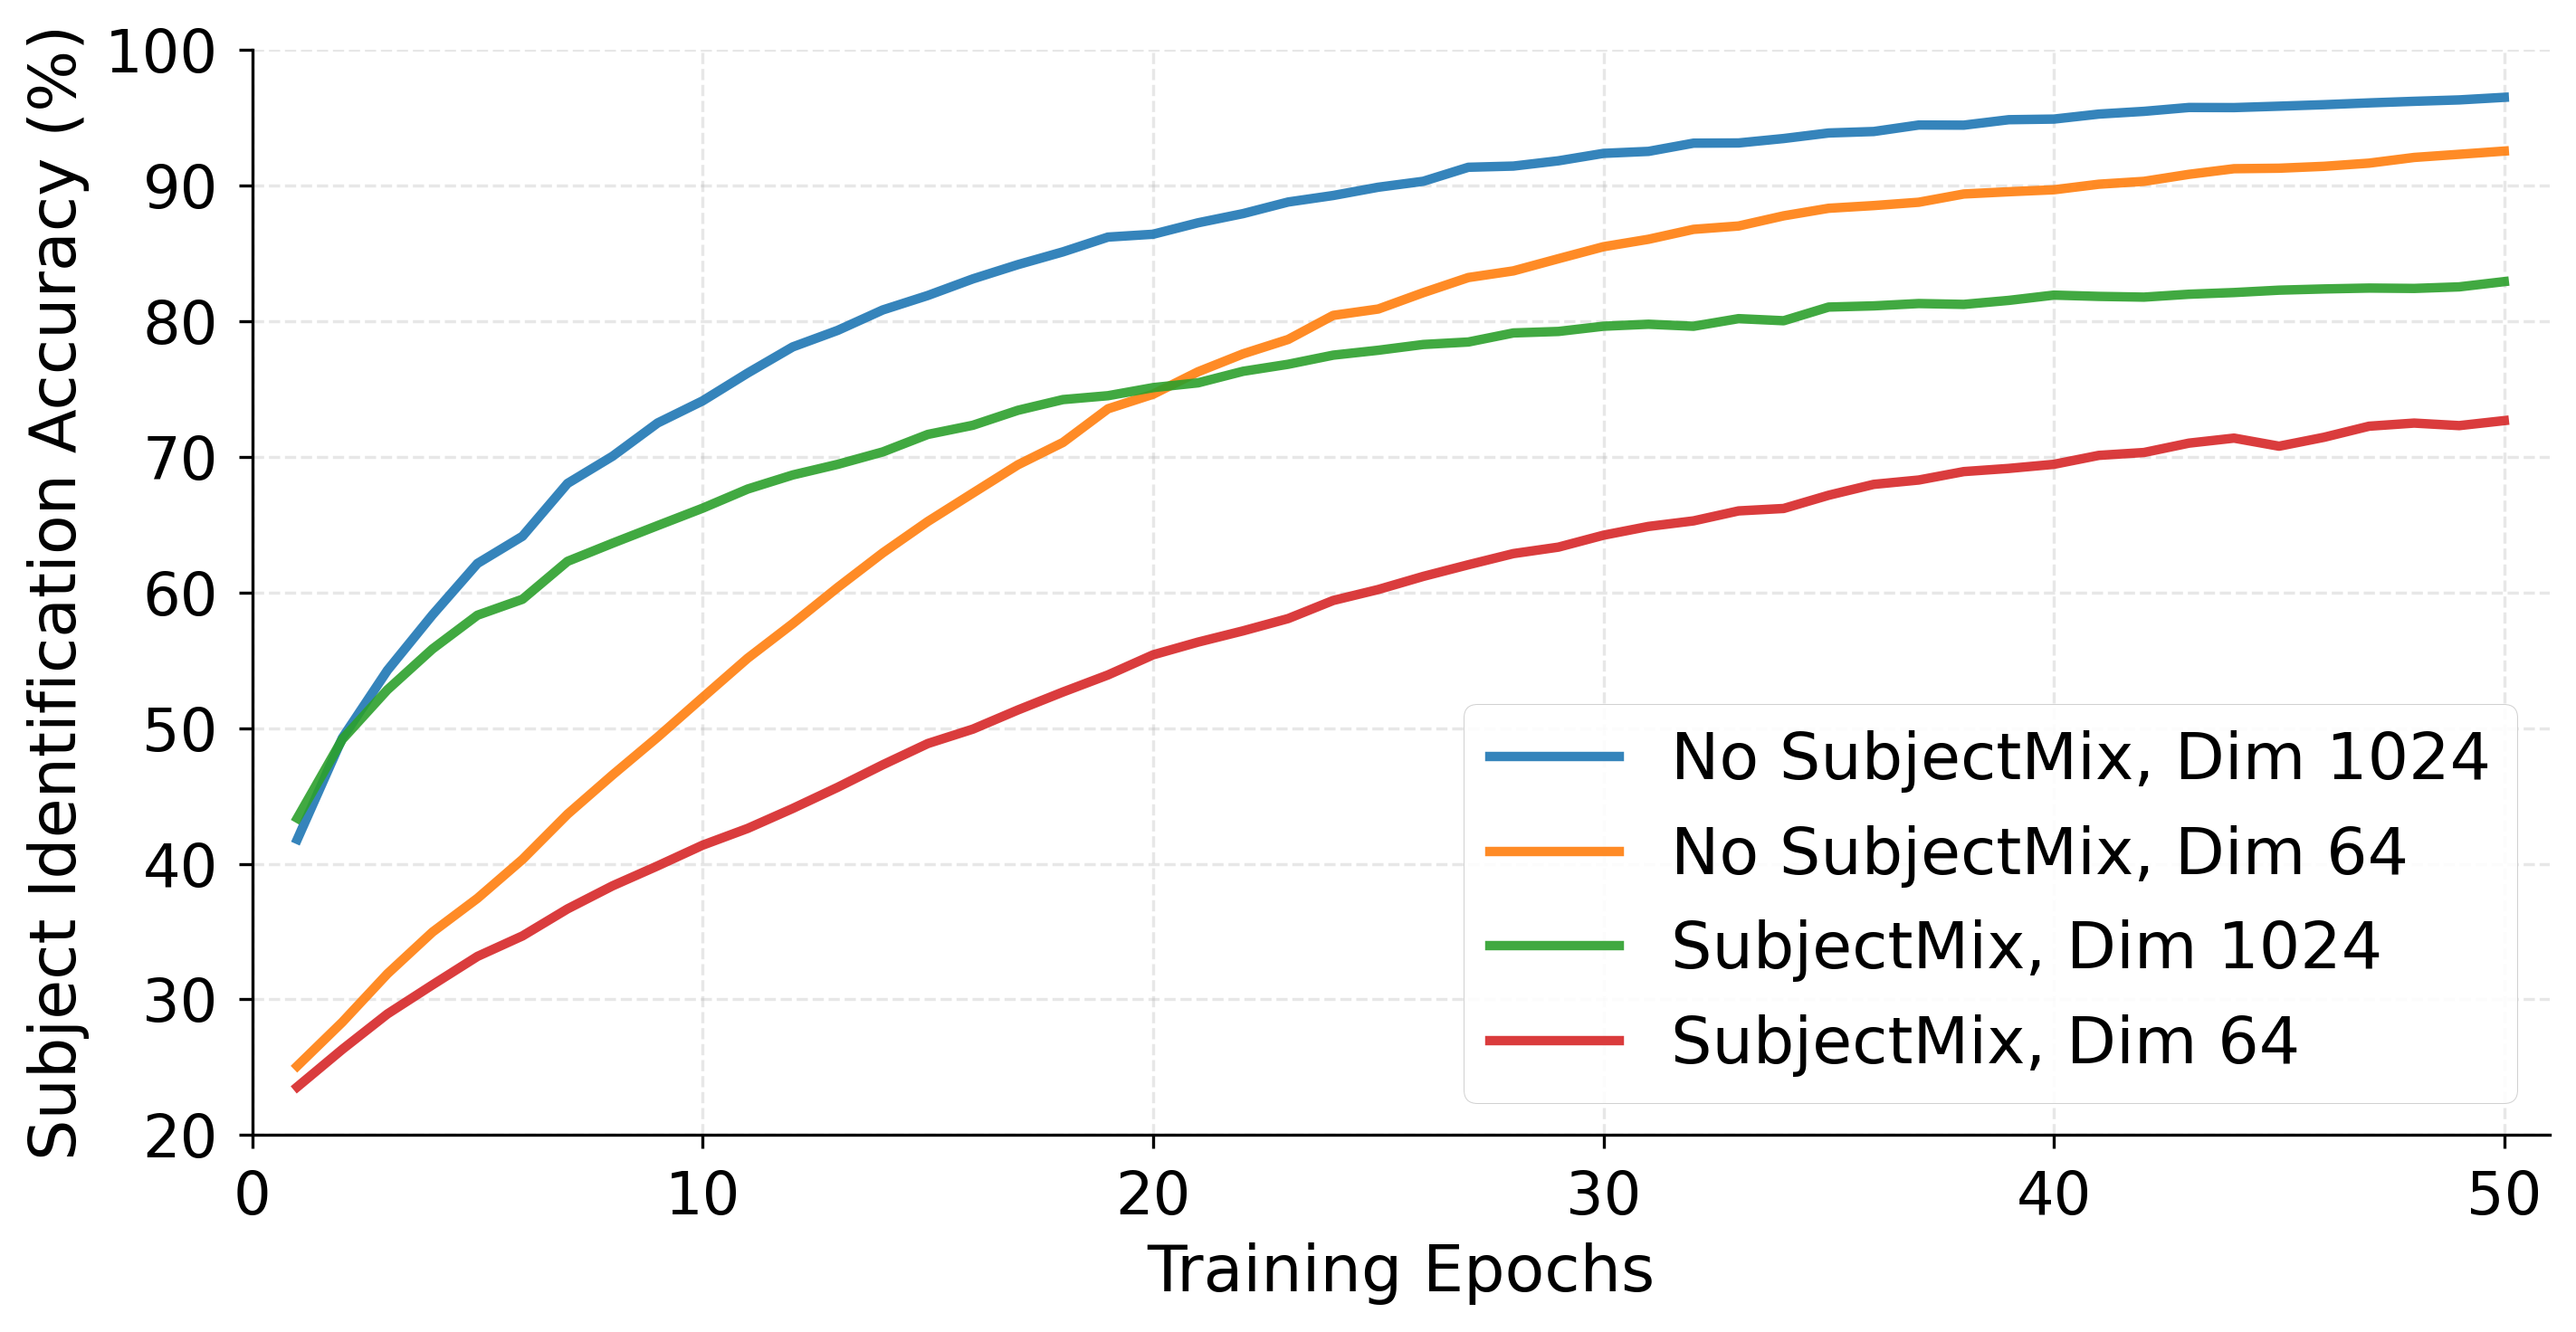 Subject Identification Accuracy (%)
100
90
80
70
60
50
40
30
20
0 10 20 30 40 50
Training Epochs
No SubjectMix, Dim 1024
No SubjectMix, Dim 64
SubjectMix, Dim 1024
SubjectMix, Dim 64